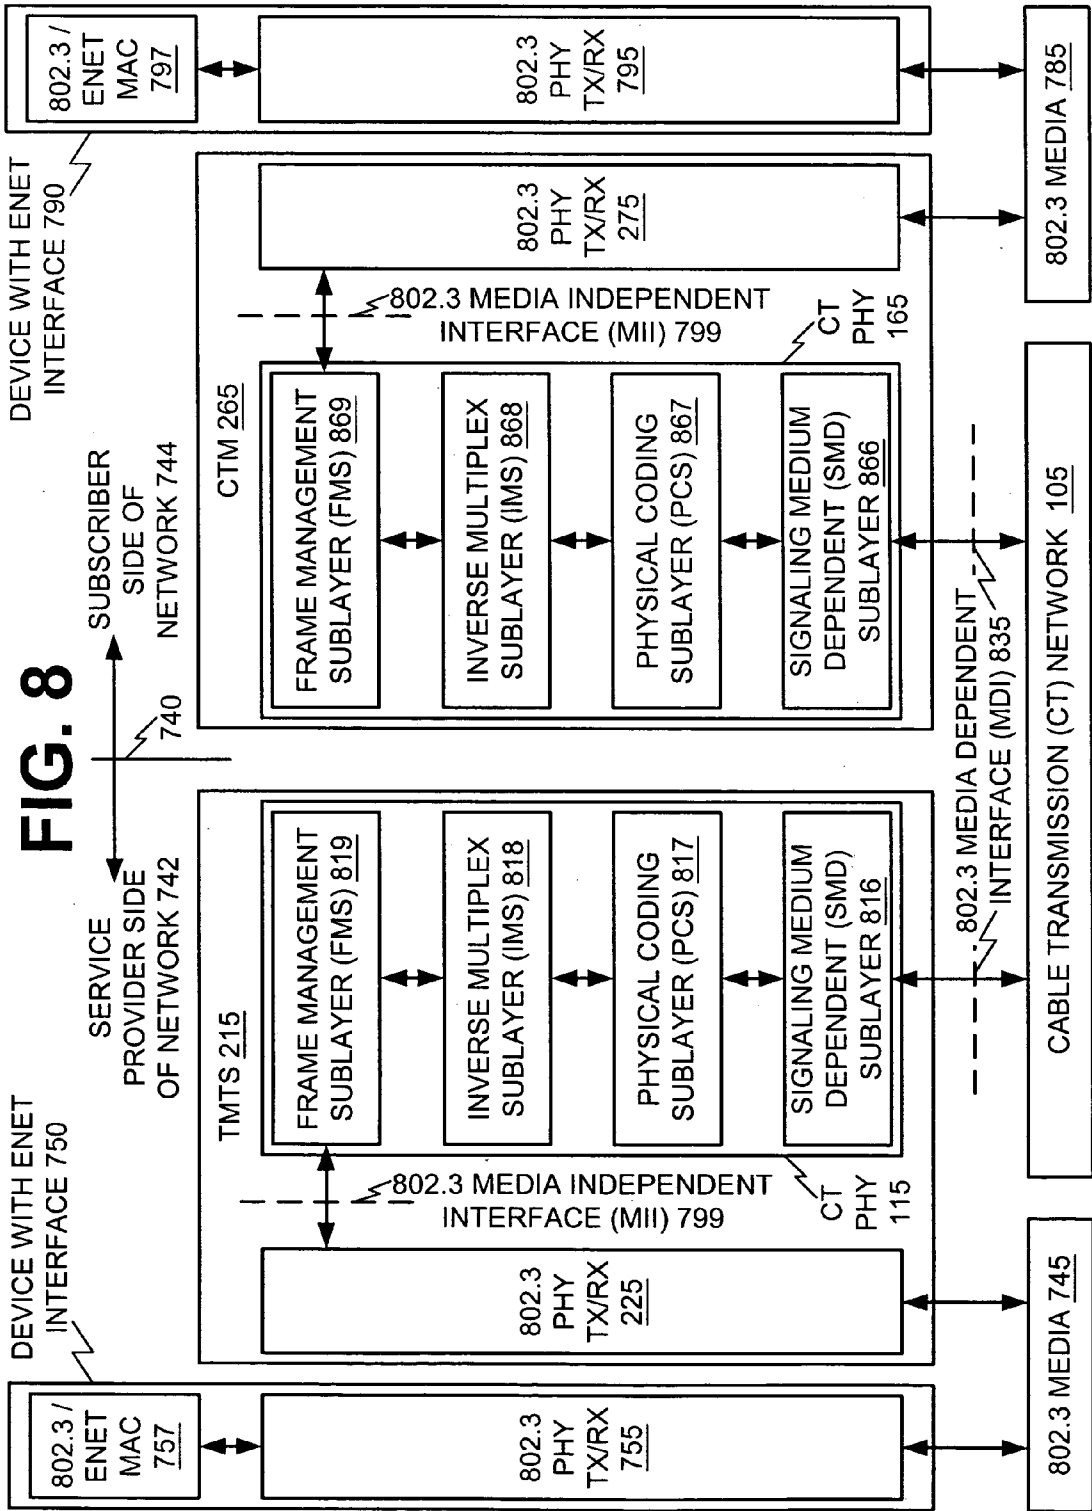 FIG. 8
SERVICE
PROVIDER SIDE
OF NETWORK 742
740
SUBSCRIBER
SIDE OF
NETWORK 744
DEVICE WITH ENET
INTERFACE 750
802.3 /
ENET
MAC
757
802.3
PHY
TX/RX
755
TMTS 215
802.3
PHY
TX/RX
225
802.3 MEDIA INDEPENDENT
INTERFACE (MII) 799
FRAME MANAGEMENT
SUBLAYER (FMS) 819
INVERSE MULTIPLEX
SUBLAYER (IMS) 818
PHYSICAL CODING
SUBLAYER (PCS) 817
SIGNALING MEDIUM
DEPENDENT (SMD)
SUBLAYER 816
CT
PHY
115
CTM 265
FRAME MANAGEMENT
SUBLAYER (FMS) 869
INVERSE MULTIPLEX
SUBLAYER (IMS) 868
PHYSICAL CODING
SUBLAYER (PCS) 867
SIGNALING MEDIUM
DEPENDENT (SMD)
SUBLAYER 866
CT
PHY
165
802.3 MEDIA INDEPENDENT
INTERFACE (MII) 799
802.3
PHY
TX/RX
275
DEVICE WITH ENET
INTERFACE 790
802.3 /
ENET
MAC
797
802.3
PHY
TX/RX
795
802.3 MEDIA DEPENDENT
INTERFACE (MDI) 835
802.3 MEDIA 745
CABLE TRANSMISSION (CT) NETWORK 105
802.3 MEDIA 785